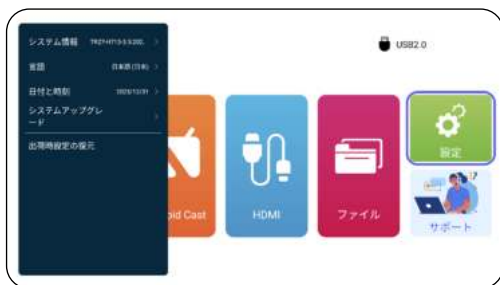 システム情報
言語 日本語(日本)
日付と時刻
システムアップグレ
ード
出荷時設定の復元
USB2.0
oid Cast
HDMI
ファイル
設定
サポート